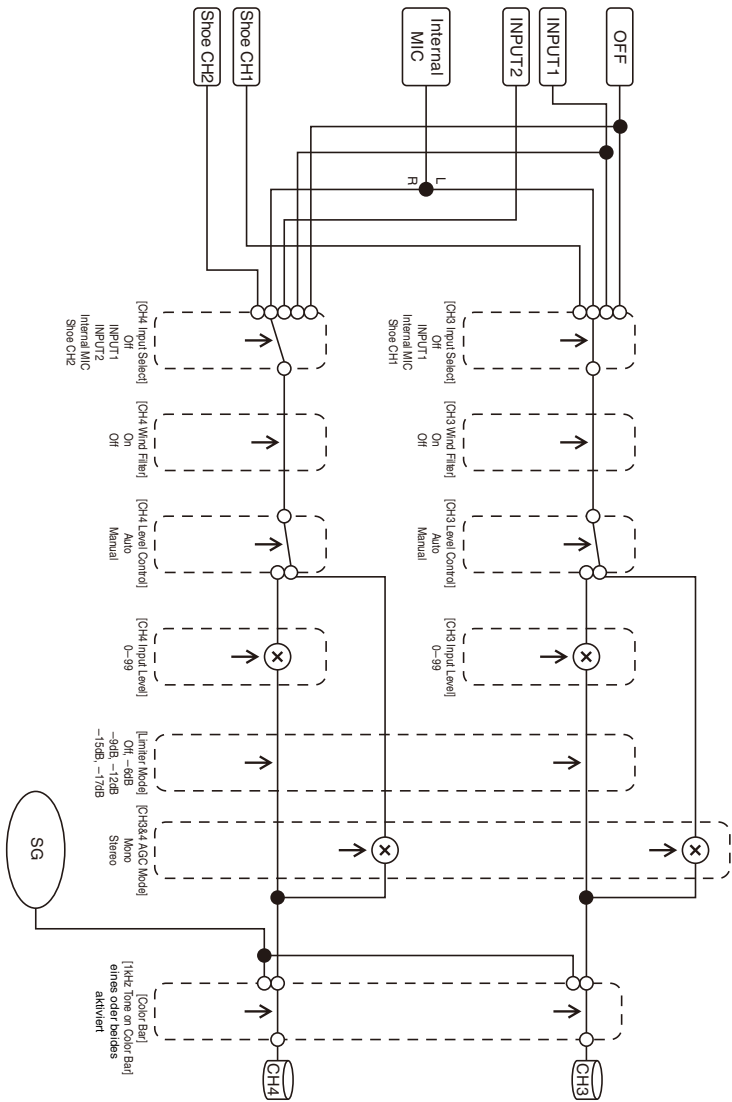 OFF
INPUT1
INPUT2
Internal
MIC
Shoe CH1
Shoe CH2
L
R
[CH3 Input Select]
Off
INPUT1
Internal MIC
Shoe CH1
[CH3 Wind Filter]
On
Off
[CH3 Level Control]
Auto
Manual
[CH3 Input Level]
0–99
[CH4 Input Select]
Off
INPUT1
INPUT2
Internal MIC
Shoe CH2
[CH4 Wind Filter]
On
Off
[CH4 Level Control]
Auto
Manual
[CH4 Input Level]
0–99
[Limiter Mode]
Off, –6dB
–9dB, –12dB
–15dB, –17dB
[CH3&4 AGC Mode]
Mono
Stereo
[Color Bar]
[1kHz Tone on Color Bar]
eines oder beides
aktiviert
SG
CH3
CH4